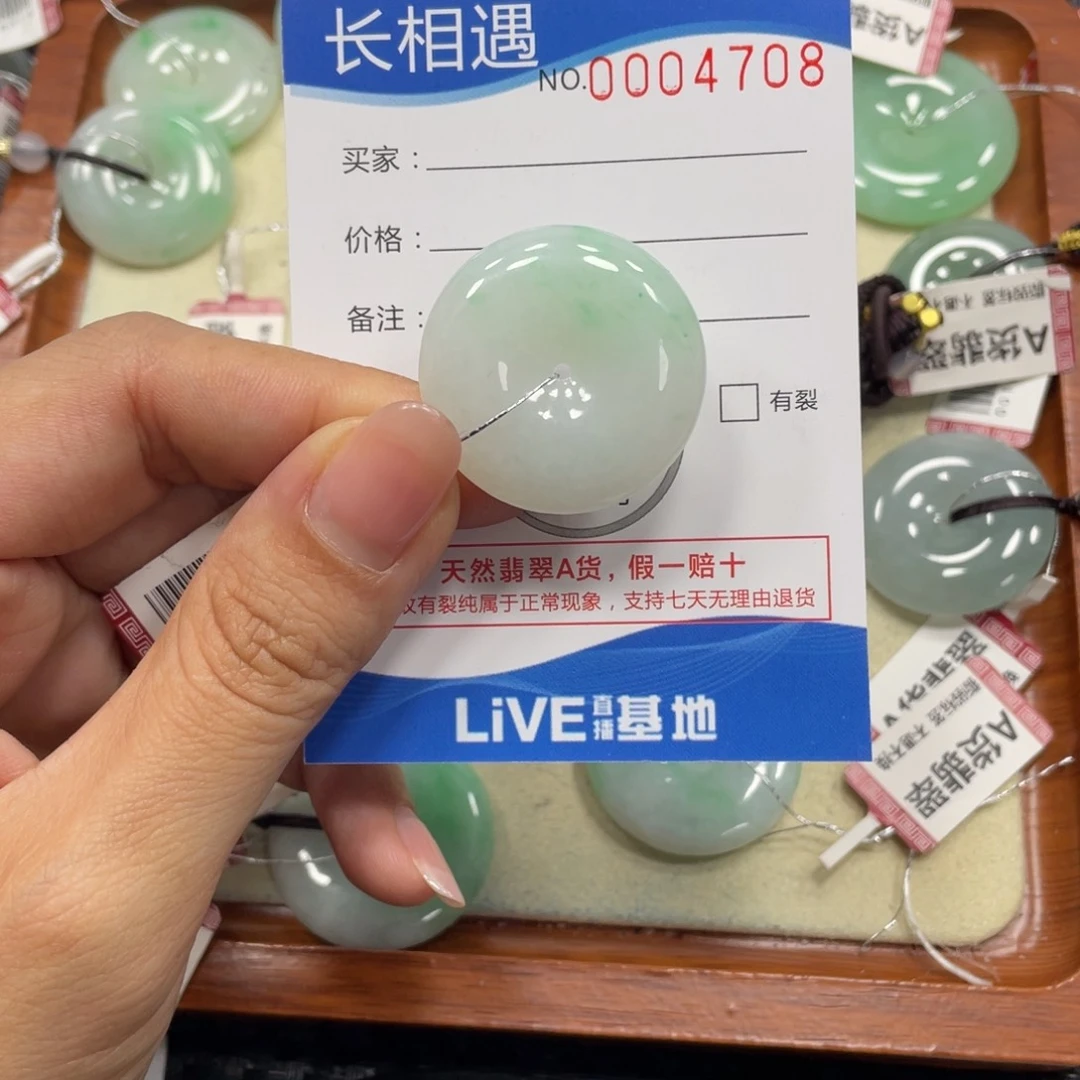 长相遇
NO.0004708
买家：
价格：
备注：
有裂
天然翡翠A货，假一赔十
有裂纯属于正常现象，支持七天无理由退货
LiVE直播基地
A货
A货翡翠
A货翡翠